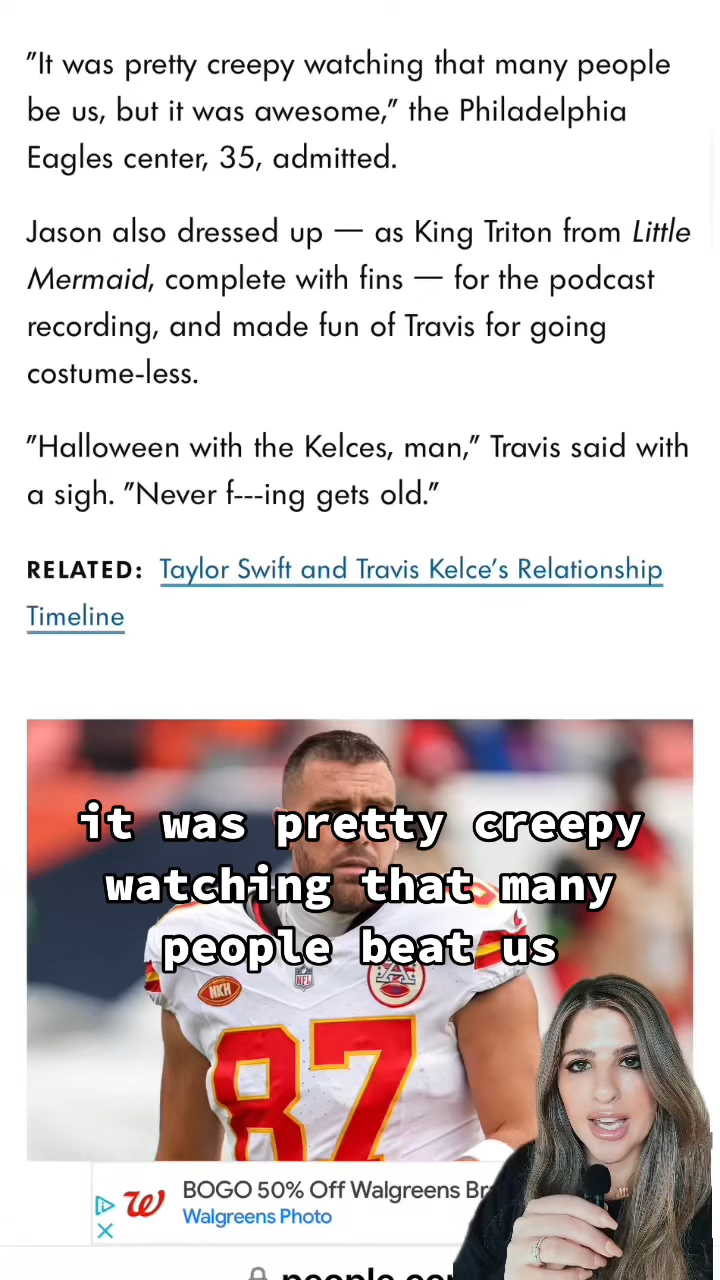 "It was pretty creepy watching that many people
be us, but it was awesome," the Philadelphia
Eagles center, 35, admitted.
Jason also dressed up — as King Triton from Little
Mermaid, complete with fins — for the podcast
recording, and made fun of Travis for going
costume-less.
"Halloween with the Kelces, man," Travis said with
a sigh. "Never f---ing gets old."
RELATED: Taylor Swift and Travis Kelce's Relationship
Timeline
it was pretty creepy
watching that many
people beat us
NKH
NFL
87
BOGO 50% Off Walgreens Br
Walgreens Photo